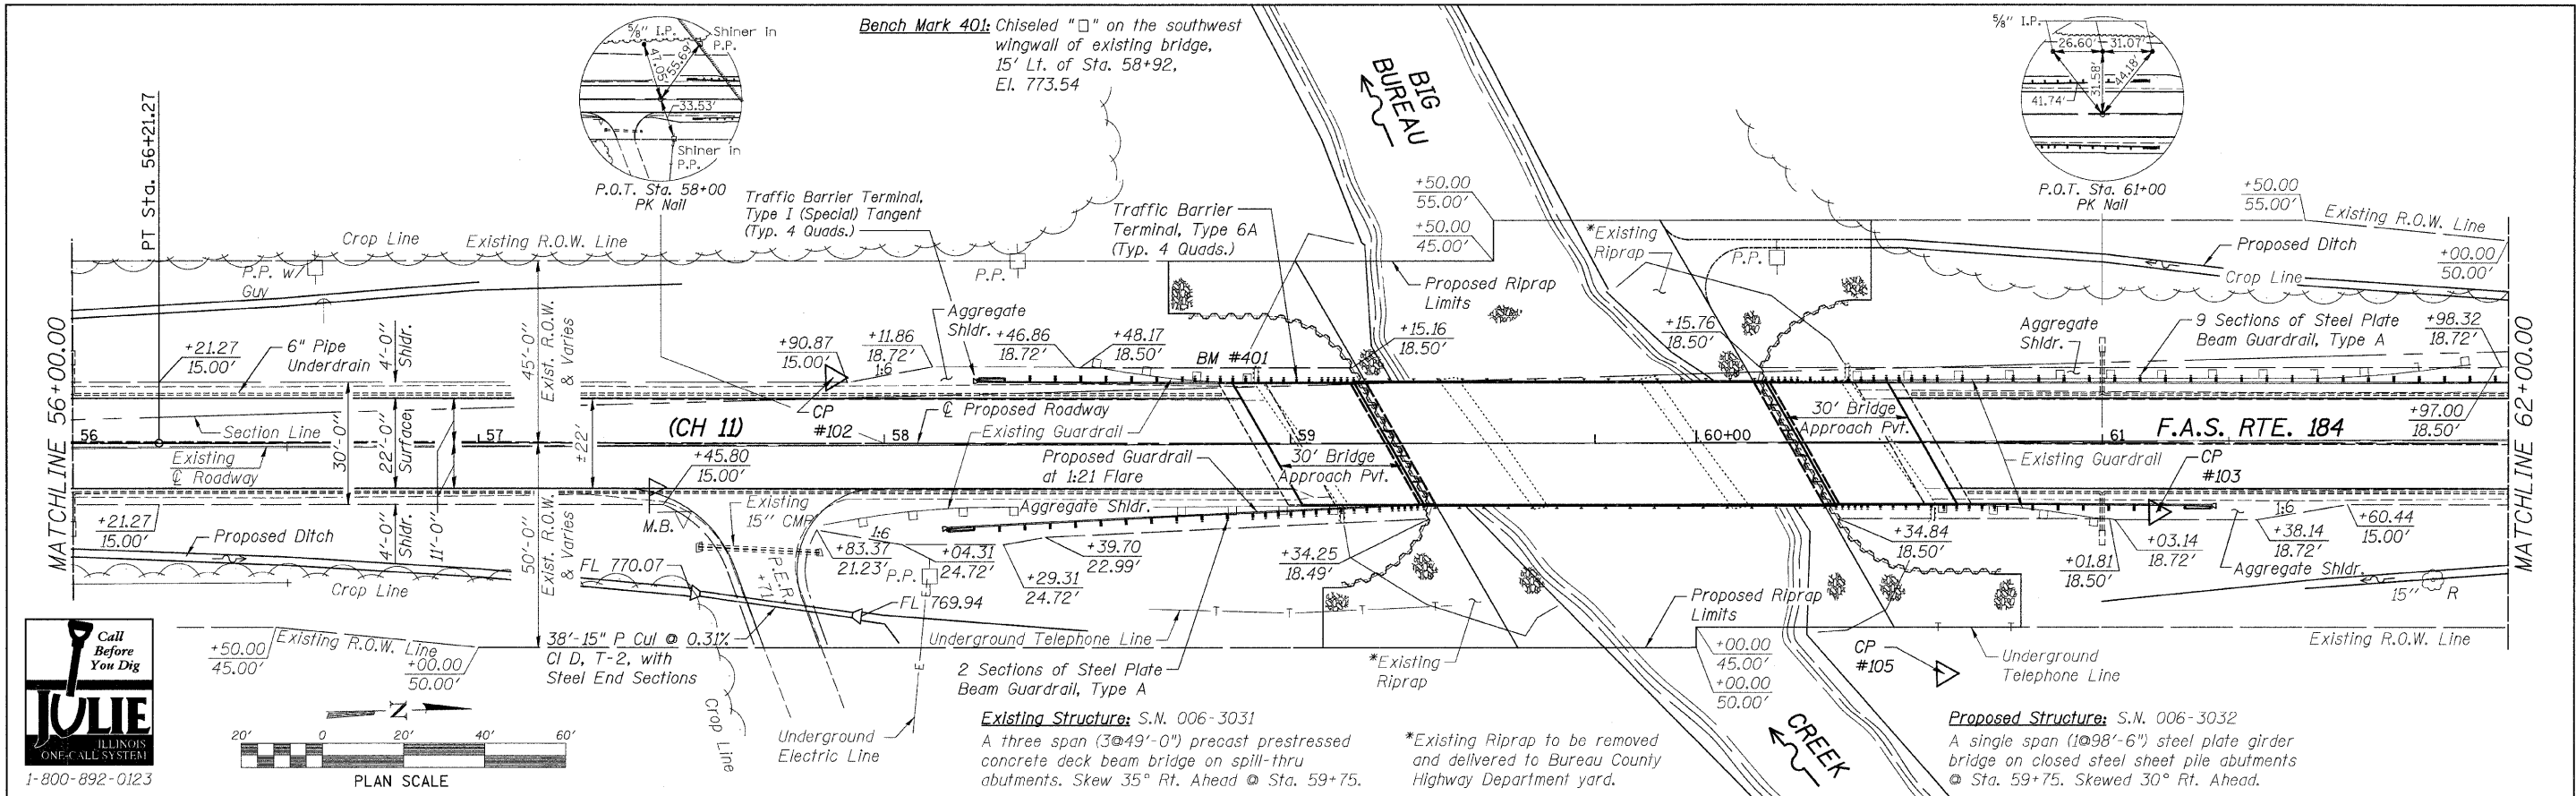 Bench Mark 401: Chiseled "□" on the southwest
wingwall of existing bridge,
15' Lt. of Sta. 58+92,
El. 773.54
5/8" I.P.
Shiner in
P.P.
47.05'
55.69'
33.53'
Shiner in
P.P.
P.O.T. Sta. 58+00
PK Nail
5/8" I.P.
26.60'
31.07'
31.58'
44.18'
41.74'
P.O.T. Sta. 61+00
PK Nail
BIG
BUREAU
PT Sta. 56+21.27
MATCHLINE 56+00.00
Crop Line
Existing R.O.W. Line
P.P. w/
Guy
Traffic Barrier Terminal,
Type I (Special) Tangent
(Typ. 4 Quads.)
P.P.
Traffic Barrier
Terminal, Type 6A
(Typ. 4 Quads.)
+50.00
55.00'
+50.00
45.00'
*Existing
Riprap
P.P.
+50.00
55.00'
Existing R.O.W. Line
Proposed Ditch
+00.00
50.00'
Crop Line
Proposed Riprap
Limits
+21.27
15.00'
6" Pipe
Underdrain
4'-0"
Shldr.
45'-0"
Exist. R.O.W.
& Varies
+90.87
15.00'
+11.86
18.72'
1:6
Aggregate
Shldr.
+46.86
18.72'
+48.17
18.50'
BM #401
+15.16
18.50'
+15.76
18.50'
Aggregate
Shldr.
9 Sections of Steel Plate
Beam Guardrail, Type A
+98.32
18.72'
+97.00
18.50'
MATCHLINE 62+00.00
CP
#102
Section Line
56
57
58
59
60+00
61
(CH 11)
℄ Proposed Roadway
Existing Guardrail
30'-0"
22'-0"
Surface
11'-0"
±22'
Existing
℄ Roadway
+45.80
15.00'
Proposed Guardrail
at 1:21 Flare
30' Bridge
Approach Pvt.
30' Bridge
Approach Pvt.
F.A.S. RTE. 184
Existing Guardrail
CP
#103
+21.27
15.00'
Proposed Ditch
4'-0"
Shldr.
50'-0"
Exist. R.O.W.
& Varies
M.B.
Existing
15" CMP
P.E.R
+71
Aggregate Shldr.
1:6
+83.37
21.23'
P.P.
+04.31
24.72'
+29.31
24.72'
+39.70
22.99'
+34.25
18.49'
+34.84
18.50'
+01.81
18.50'
+03.14
18.72'
1:6
+38.14
18.72'
+60.44
15.00'
Aggregate Shldr.
15" R
Crop Line
FL 770.07
FL 769.94
E
E
T
T
T
T
T
Underground Telephone Line
Proposed Riprap
Limits
+50.00
45.00'
Existing R.O.W. Line
+00.00
50.00'
38'-15" P Cul @ 0.31%
Cl D, T-2, with
Steel End Sections
2 Sections of Steel Plate
Beam Guardrail, Type A
*Existing
Riprap
+00.00
45.00'
+00.00
50.00'
CP
#105
Underground
Telephone Line
Existing R.O.W. Line
Crop Line
Underground
Electric Line
CREEK
Call
Before
You Dig
JULIE
ILLINOIS
ONE-CALL SYSTEM
1-800-892-0123
N
20'
0
20'
40'
60'
PLAN SCALE
Existing Structure: S.N. 006-3031
A three span (3@49'-0") precast prestressed
concrete deck beam bridge on spill-thru
abutments. Skew 35° Rt. Ahead @ Sta. 59+75.
*Existing Riprap to be removed
and delivered to Bureau County
Highway Department yard.
Proposed Structure: S.N. 006-3032
A single span (1@98'-6") steel plate girder
bridge on closed steel sheet pile abutments
@ Sta. 59+75. Skewed 30° Rt. Ahead.